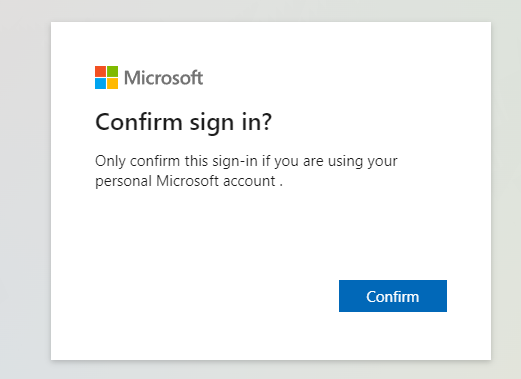 Microsoft
Confirm sign in?
Only confirm this sign-in if you are using your
personal Microsoft account .
Confirm